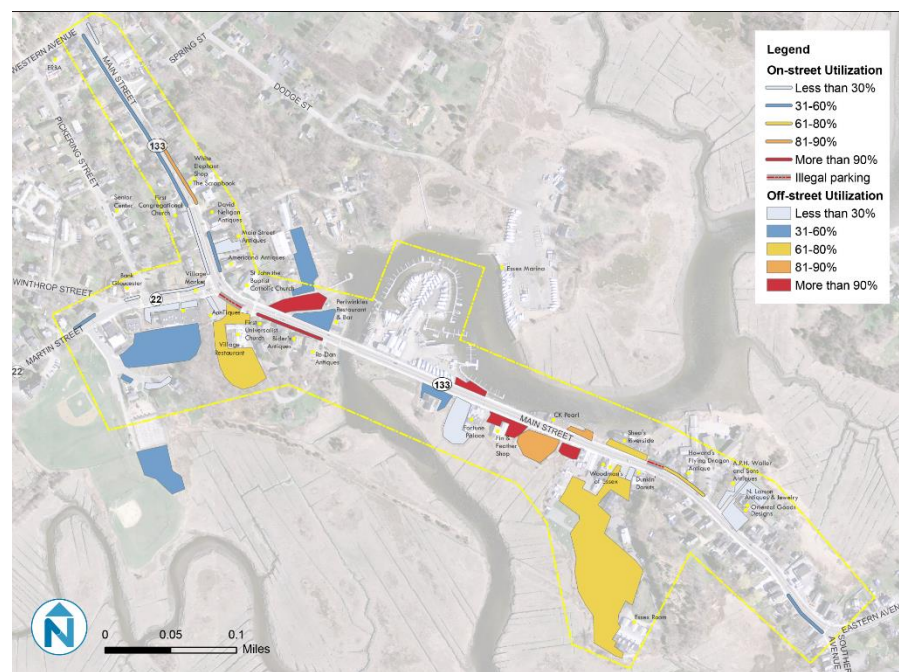 WESTERN AVENUE
MAIN STREET
SPRING ST
DODGE ST
PICKERING STREET
133
White
Elephant
Shop
The Scrapbook
Senior
Center
First
Congregational
Church
David
Neligan
Antiques
Main Street
Antiques
Americana Antiques
Village
Market
St John the
Baptist
Catholic Church
Bank
Gloucester
WINTHROP STREET
22
MARTIN STREET
22
Periwinkles
Restaurant
& Bar
First
Universalist
Church
Village
Restaurant
Antiques
Ro-Dan
Antiques
Essex Marina
133
MAIN STREET
Fortune
Palace
Fin &
Feather
Shop
CK Pearl
Shea's
Riverside
Woodman's
of Essex
Dunkin'
Donuts
Howard's
Flying Dragon
Antique
A.P.H. Waller
and Sons
Antiques
Antiques & Jewelry
Oriental Goods
Designs
Essex Room
EASTERN AVENUE
SOUTHERN
AVENUE
Legend
On-street Utilization
Less than 30%
31-60%
61-80%
81-90%
More than 90%
Illegal parking
Off-street Utilization
Less than 30%
31-60%
61-80%
81-90%
More than 90%
N
0 0.05 0.1
Miles